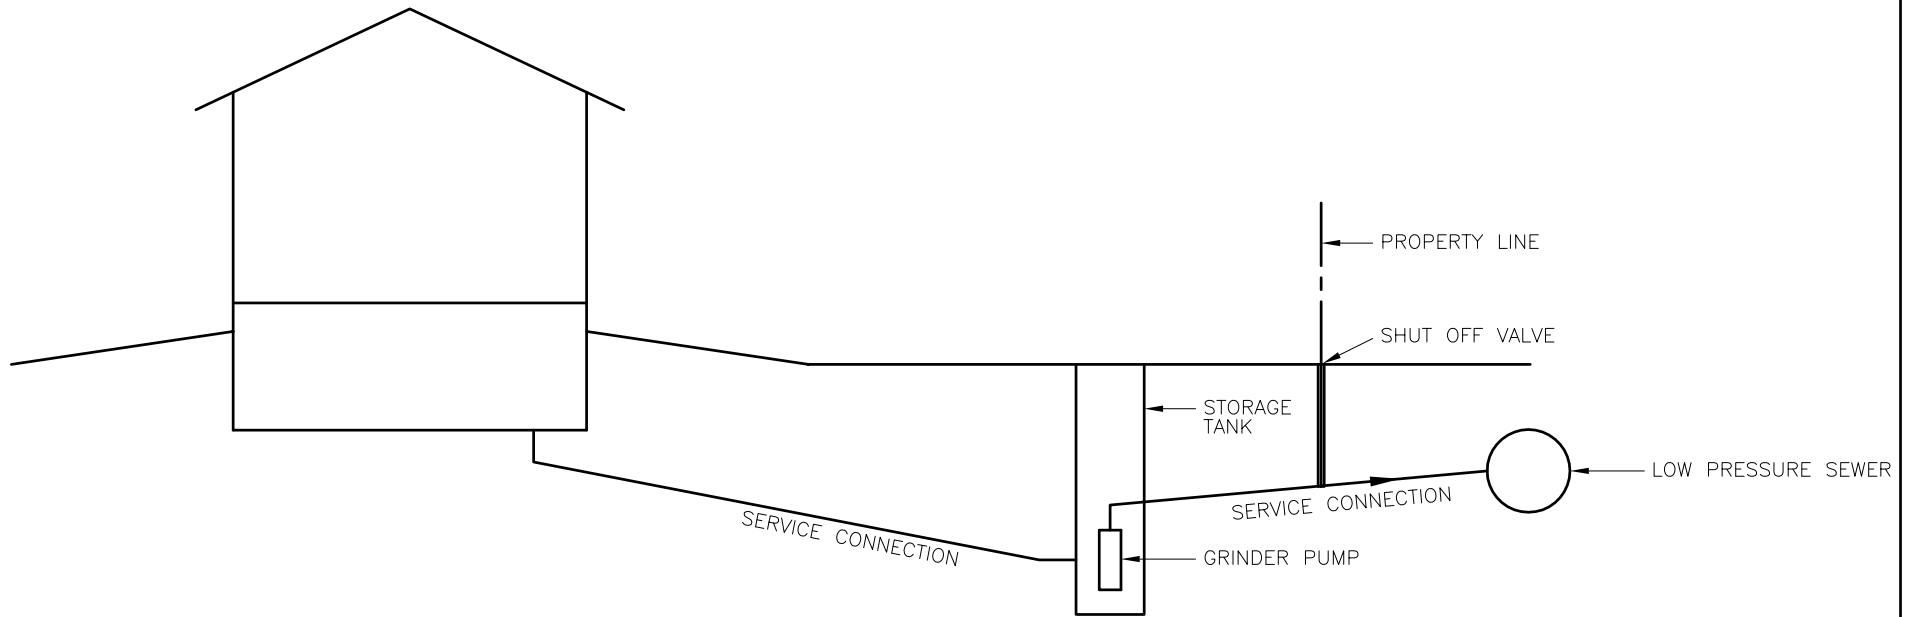 PROPERTY LINE
SHUT OFF VALVE
STORAGE
TANK
LOW PRESSURE SEWER
SERVICE CONNECTION
SERVICE CONNECTION
GRINDER PUMP